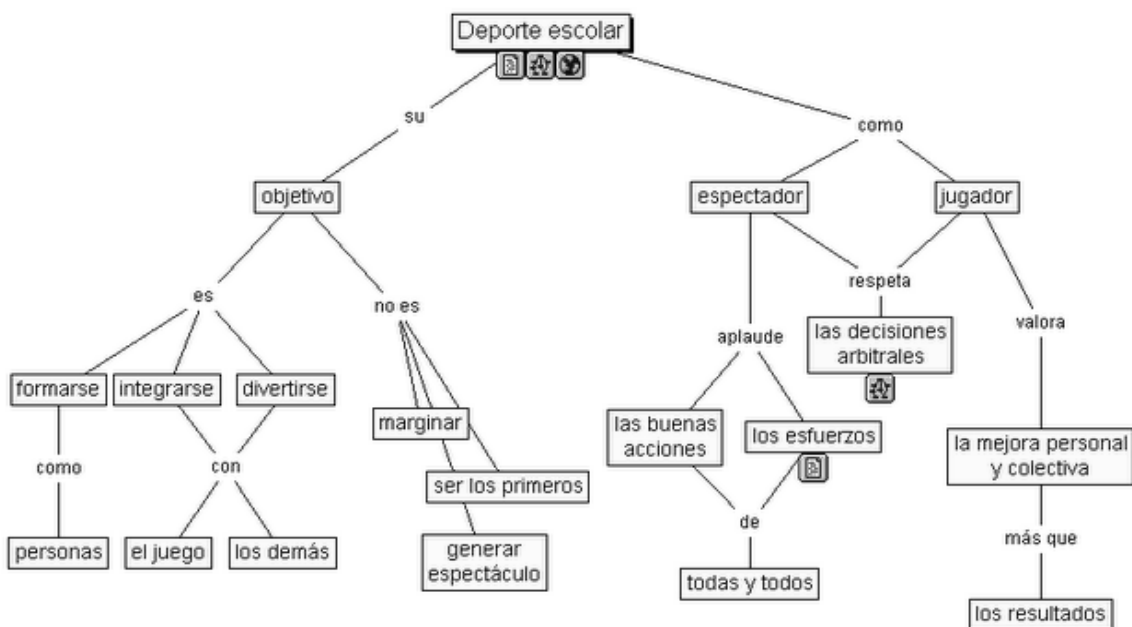 Deporte escolar
su
como
objetivo
espectador
jugador
es
no es
respeta
aplaude
valora
las decisiones
arbitrales
formarse
integrarse
divertirse
marginar
las buenas
acciones
los esfuerzos
la mejora personal
y colectiva
como
con
ser los primeros
de
más que
personas
el juego
los demás
generar
espectáculo
todas y todos
los resultados